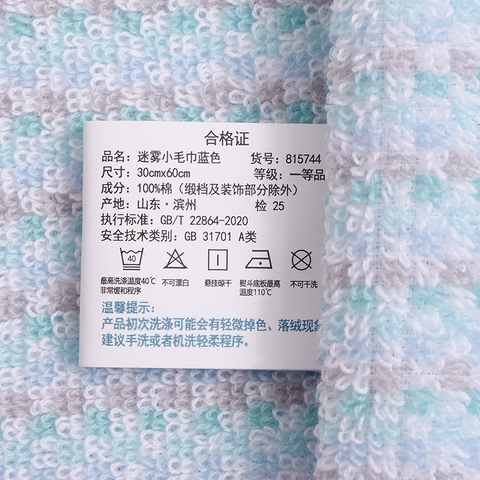 合格证
品名：迷雾小毛巾蓝色 货号：815744
尺寸：30cmx60cm 等级：一等品
成分：100%棉（缎档及装饰部分除外）
产地：山东·滨州 检 25
执行标准：GB/T 22864-2020
安全技术类别：GB 31701 A类
40
最高洗涤温度40℃ 不可漂白 悬挂晾干 熨斗底板最高 不可干洗
非常缓和程序 温度110℃
温馨提示：
产品初次洗涤可能会有轻微掉色、落绒现
建议手洗或者机洗轻柔程序。